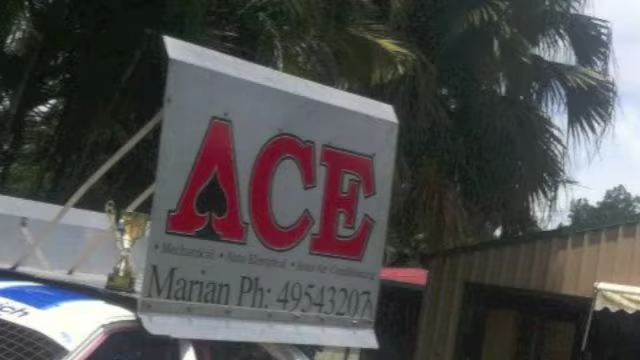 ACE
• Mechanical • Auto Electrical • Auto Air Conditioning
Marian Ph: 49543207